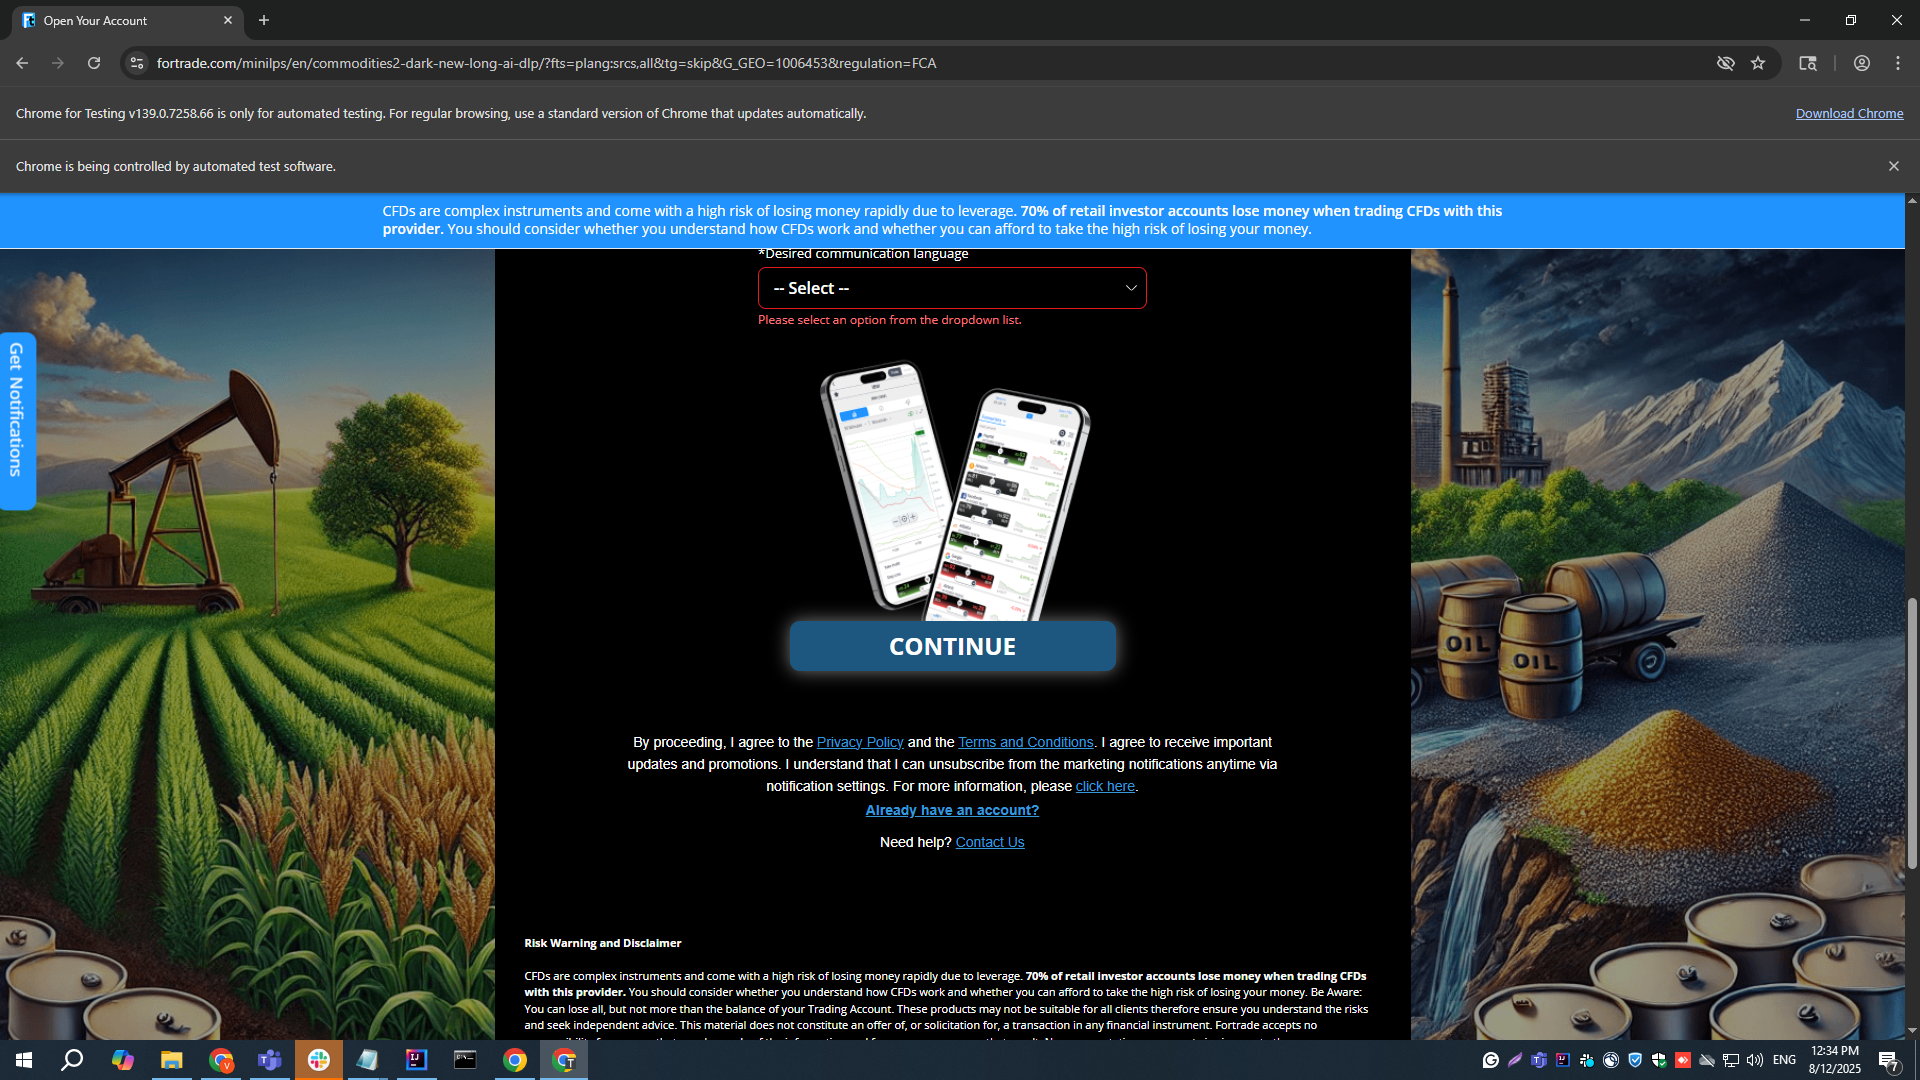 Open Your Account
fortrade.com/minilps/en/commodities2-dark-new-long-ai-dlp/?fts=plang:srcs,all&tg=skip&G_GEO=1006453&regulation=FCA
Chrome for Testing v139.0.7258.66 is only for automated testing. For regular browsing, use a standard version of Chrome that updates automatically.
Download Chrome
Chrome is being controlled by automated test software.
CFDs are complex instruments and come with a high risk of losing money rapidly due to leverage. 70% of retail investor accounts lose money when trading CFDs with this
provider. You should consider whether you understand how CFDs work and whether you can afford to take the high risk of losing your money.
*Desired communication language
-- Select --
Please select an option from the dropdown list.
Get Notifications
OIL
OIL
CONTINUE
By proceeding, I agree to the Privacy Policy and the Terms and Conditions. I agree to receive important
updates and promotions. I understand that I can unsubscribe from the marketing notifications anytime via
notification settings. For more information, please click here.
Already have an account?
Need help? Contact Us
Risk Warning and Disclaimer
CFDs are complex instruments and come with a high risk of losing money rapidly due to leverage. 70% of retail investor accounts lose money when trading CFDs
with this provider. You should consider whether you understand how CFDs work and whether you can afford to take the high risk of losing your money. Be Aware:
You can lose all, but not more than the balance of your Trading Account. These products may not be suitable for all clients therefore ensure you understand the risks
and seek independent advice. This material does not constitute an offer of, or solicitation for, a transaction in any financial instrument. Fortrade accepts no
ENG
12:34 PM
8/12/2025
7